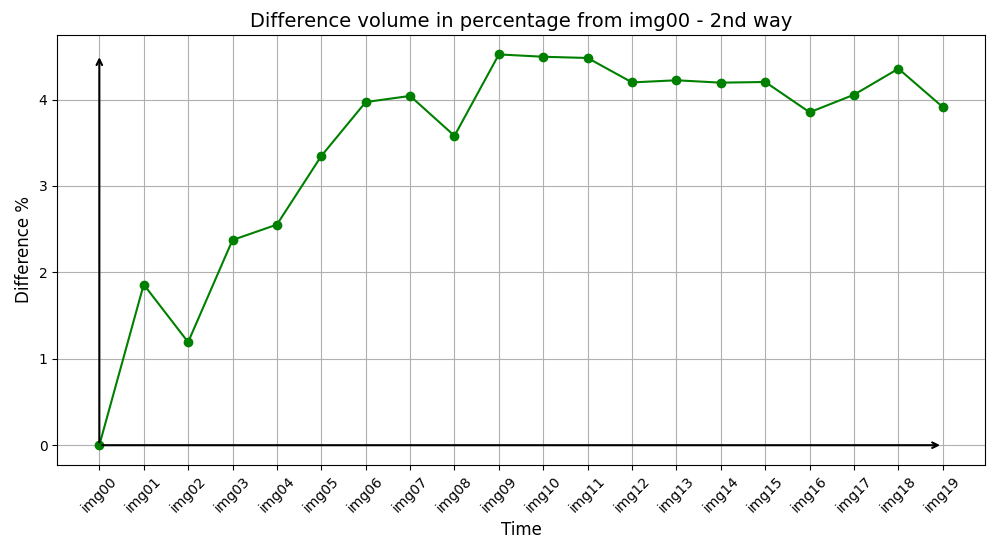 Difference volume in percentage from img00 - 2nd way
Difference %
4
3
2
1
0
img00
img01
img02
img03
img04
img05
img06
img07
img08
img09
img10
img11
img12
img13
img14
img15
img16
img17
img18
img19
Time